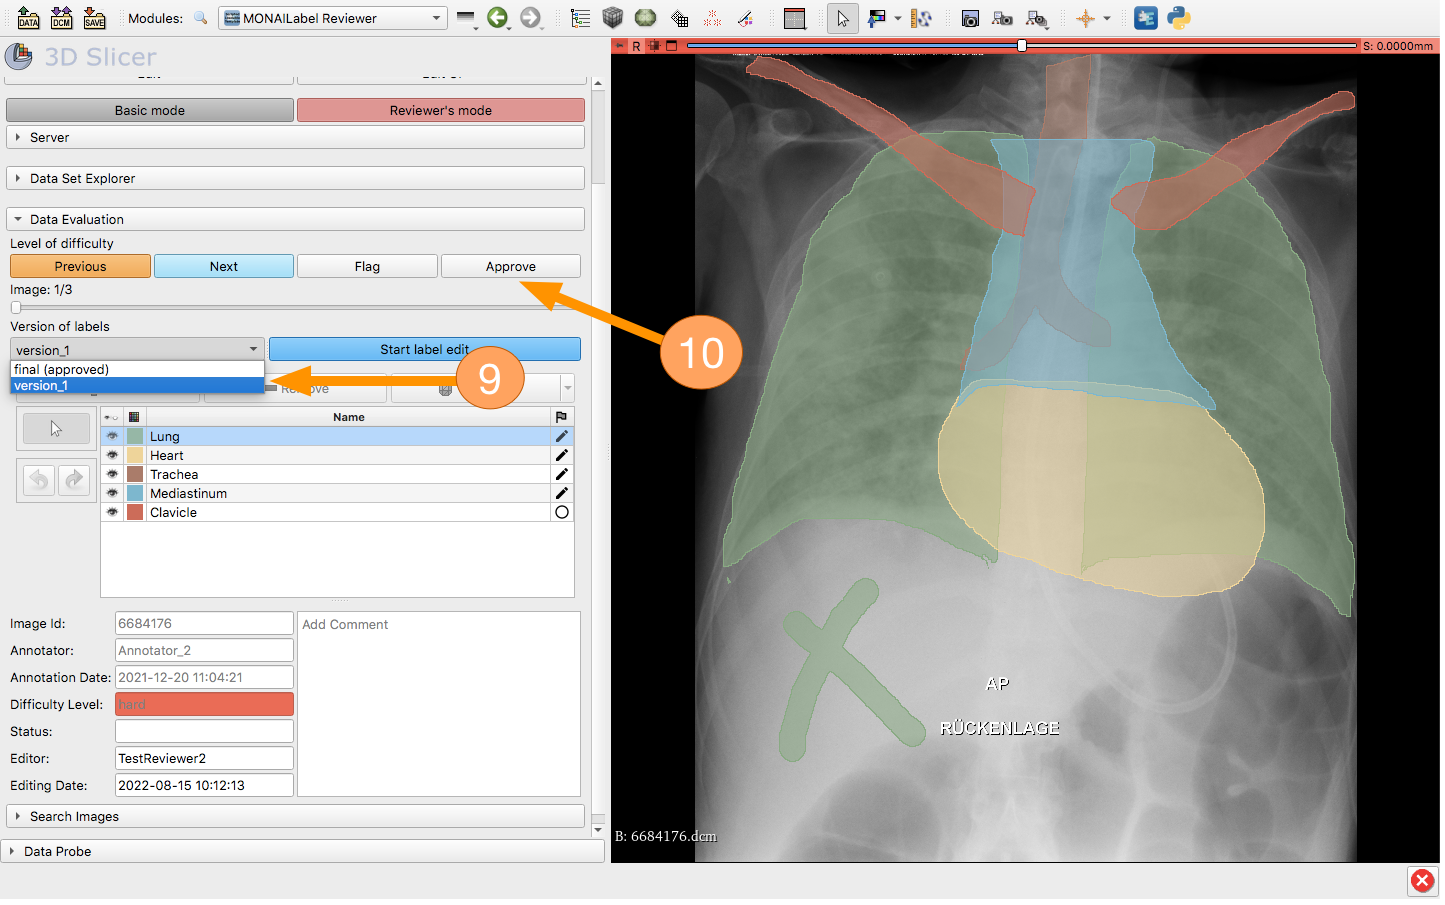 DATA
DCM
SAVE
Modules:
MONAILabel Reviewer
3D Slicer
R
S: 0.0000mm
Basic mode
Reviewer's mode
Server
Data Set Explorer
Data Evaluation
Level of difficulty
Previous
Next
Flag
Approve
Image: 1/3
Version of labels
version_1
Start label edit
final (approved)
version_1
Remove
9
10
Name
Lung
Heart
Trachea
Mediastinum
Clavicle
Image Id:
6684176
Add Comment
Annotator:
Annotator_2
Annotation Date:
2021-12-20 11:04:21
Difficulty Level:
hard
Status:
Editor:
TestReviewer2
Editing Date:
2022-08-15 10:12:13
Search Images
Data Probe
AP
RÜCKENLAGE
B: 6684176.dcm